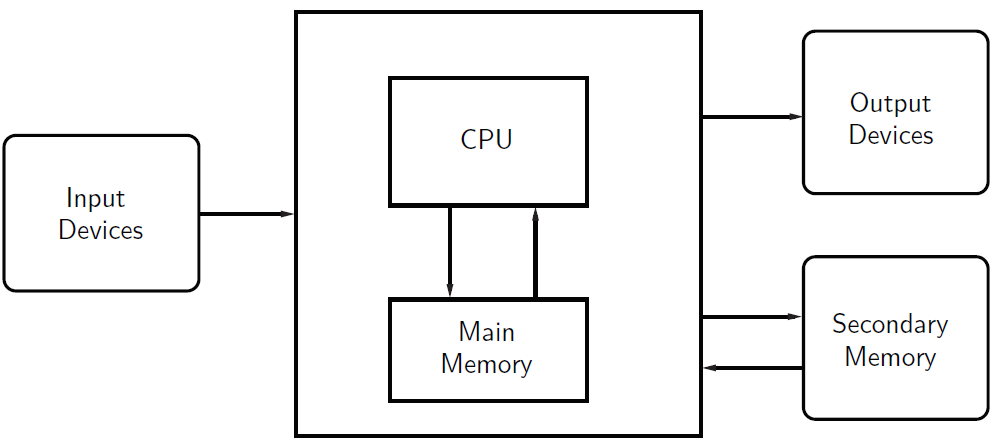 Input
Devices
CPU
Main
Memory
Output
Devices
Secondary
Memory